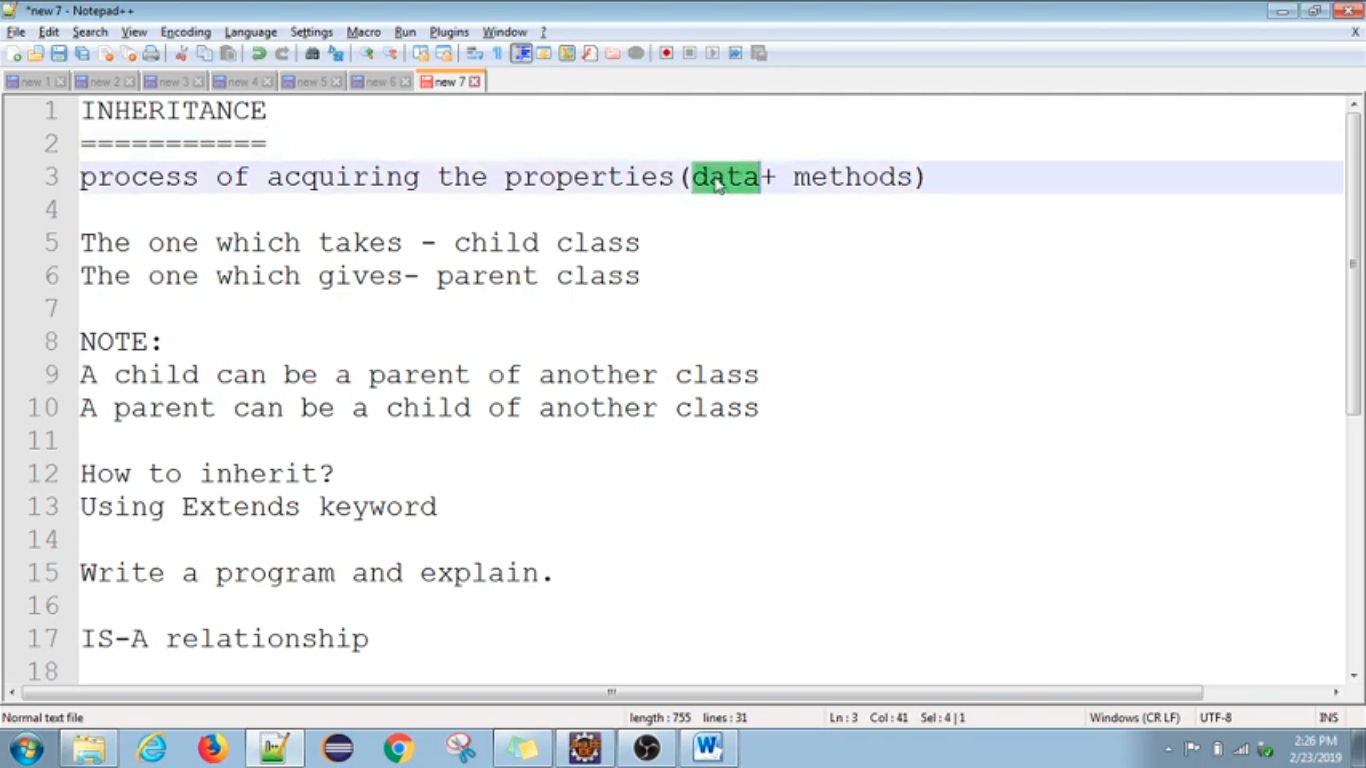 *new 7 - Notepad++
File Edit Search View Encoding Language Settings Macro Run Plugins Window ? X
new 1 new 2 new 3 new 4 new 5 new 6 new 7
1 INHERITANCE
2 ===========
3 process of acquiring the properties(data+ methods)
4
5 The one which takes - child class
6 The one which gives- parent class
7
8 NOTE:
9 A child can be a parent of another class
10 A parent can be a child of another class
11
12 How to inherit?
13 Using Extends keyword
14
15 Write a program and explain.
16
17 IS-A relationship
18
Normal text file length : 755 lines : 31 Ln : 3 Col : 41 Sel : 4 | 1 Windows (CR LF) UTF-8 INS
2:26 PM
2/23/2019